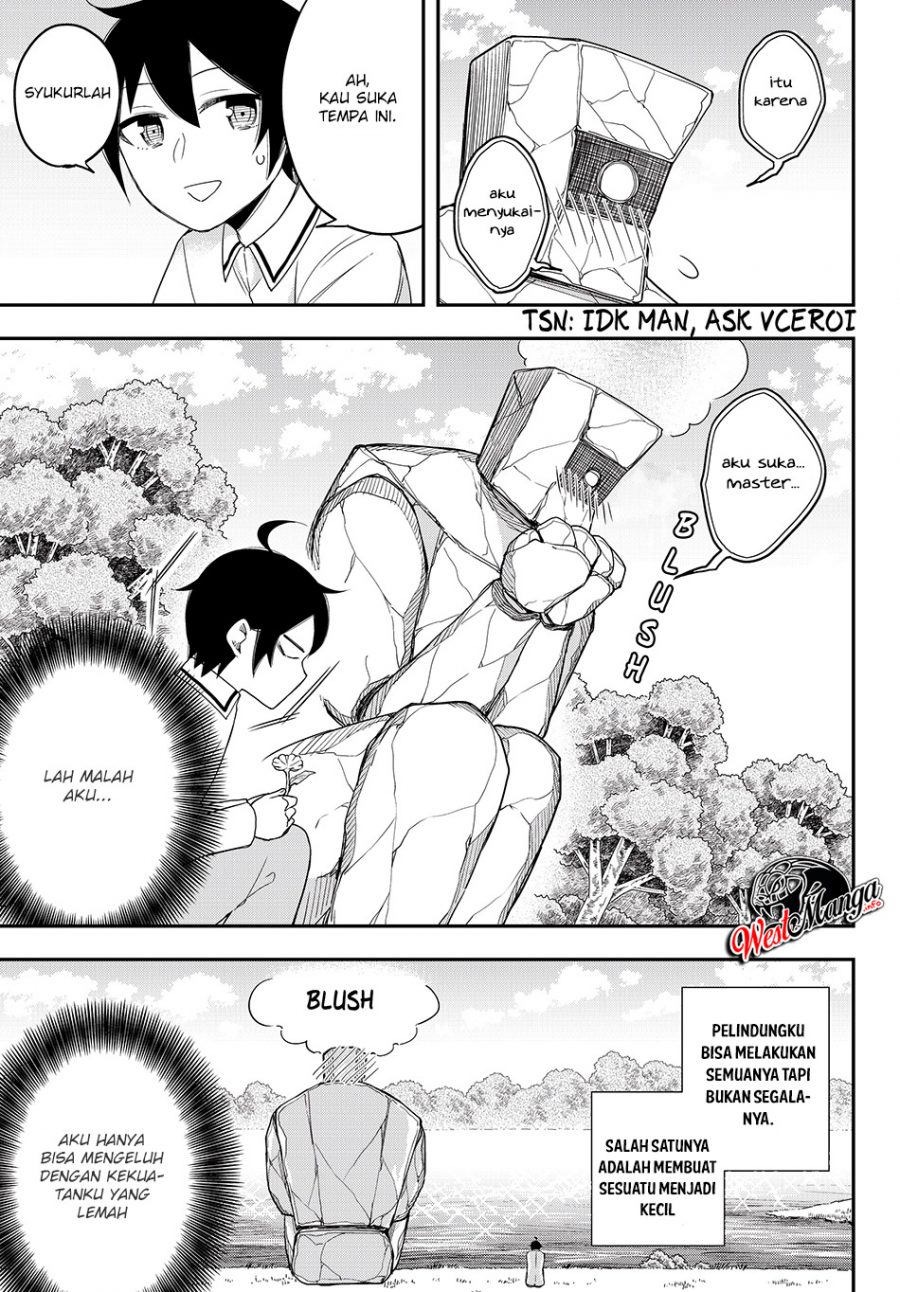 itu
karena
aku
menyukai-
nya
AH,
KAU SUKA
TEMPA INI.
SYUKURLAH
TSN: IDK MAN, ASK VCEROI
aku suka...
master...
BLUSH
LAH MALAH
AKU...
WestManga
.info
PELINDUNGKU
BISA MELAKUKAN
SEMUANYA TAPI
BUKAN SEGALA-
NYA.
SALAH SATUNYA
ADALAH MEMBUAT
SESUATU MENJADI
KECIL
BLUSH
AKU HANYA
BISA MENGELUH
DENGAN KEKUA-
TANKU YANG
LEMAH